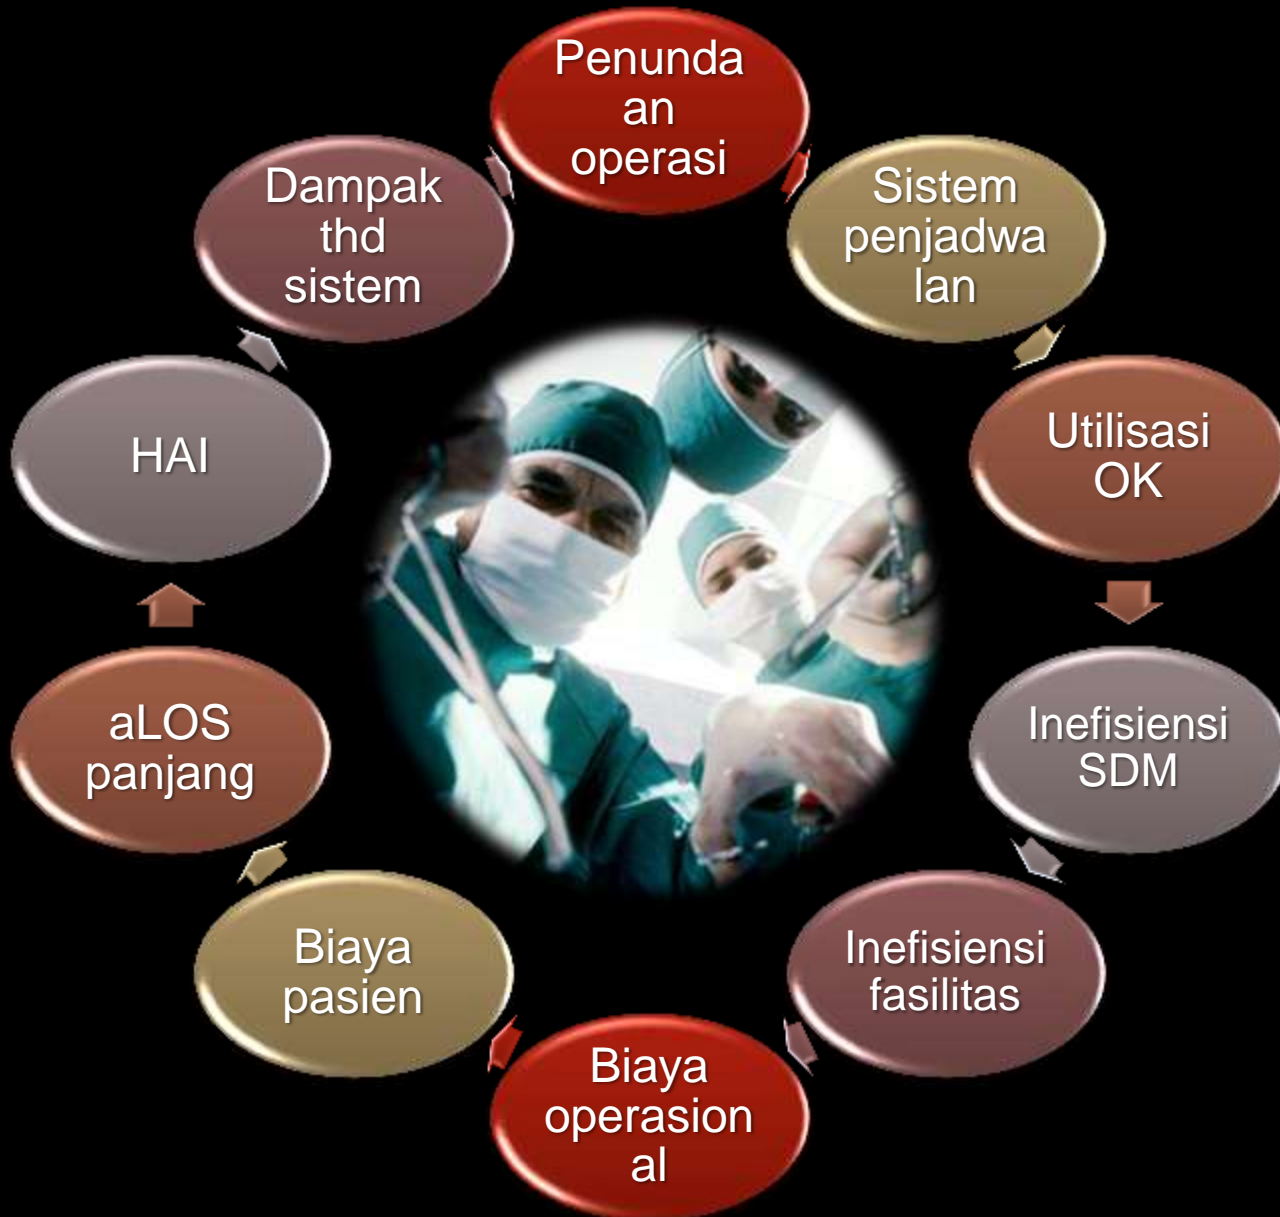 Penunda
an
operasi
Sistem
penjadwa
lan
Utilisasi
OK
Inefisiensi
SDM
Inefisiensi
fasilitas
Biaya
operasion
al
Biaya
pasien
aLOS
panjang
HAI
Dampak
thd
sistem